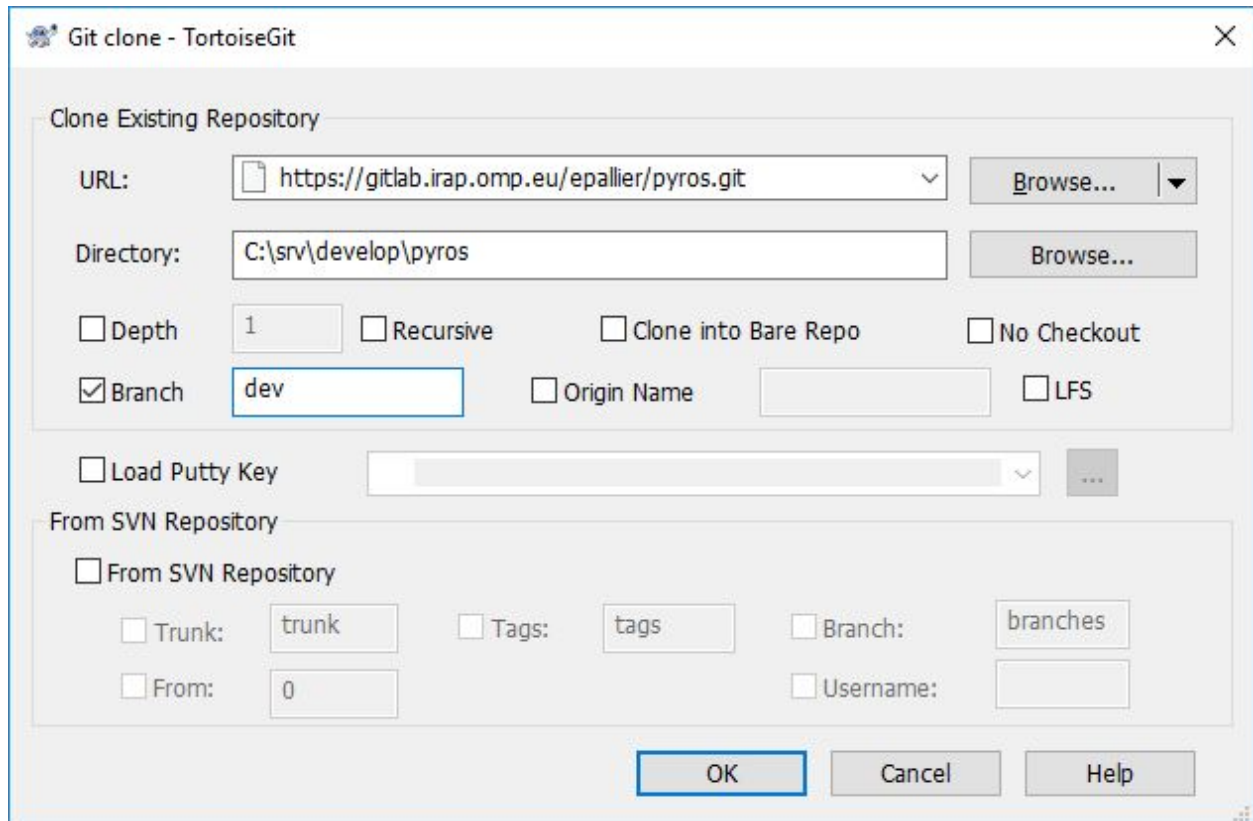 Git clone - TortoiseGit
Clone Existing Repository
URL: https://gitlab.irap.omp.eu/epallier/pyros.git Browse...
Directory: C:\srv\develop\pyros Browse...
Depth 1 Recursive Clone into Bare Repo No Checkout
Branch dev Origin Name LFS
Load Putty Key ...
From SVN Repository
From SVN Repository
Trunk: trunk Tags: tags Branch: branches
From: 0 Username:
OK Cancel Help